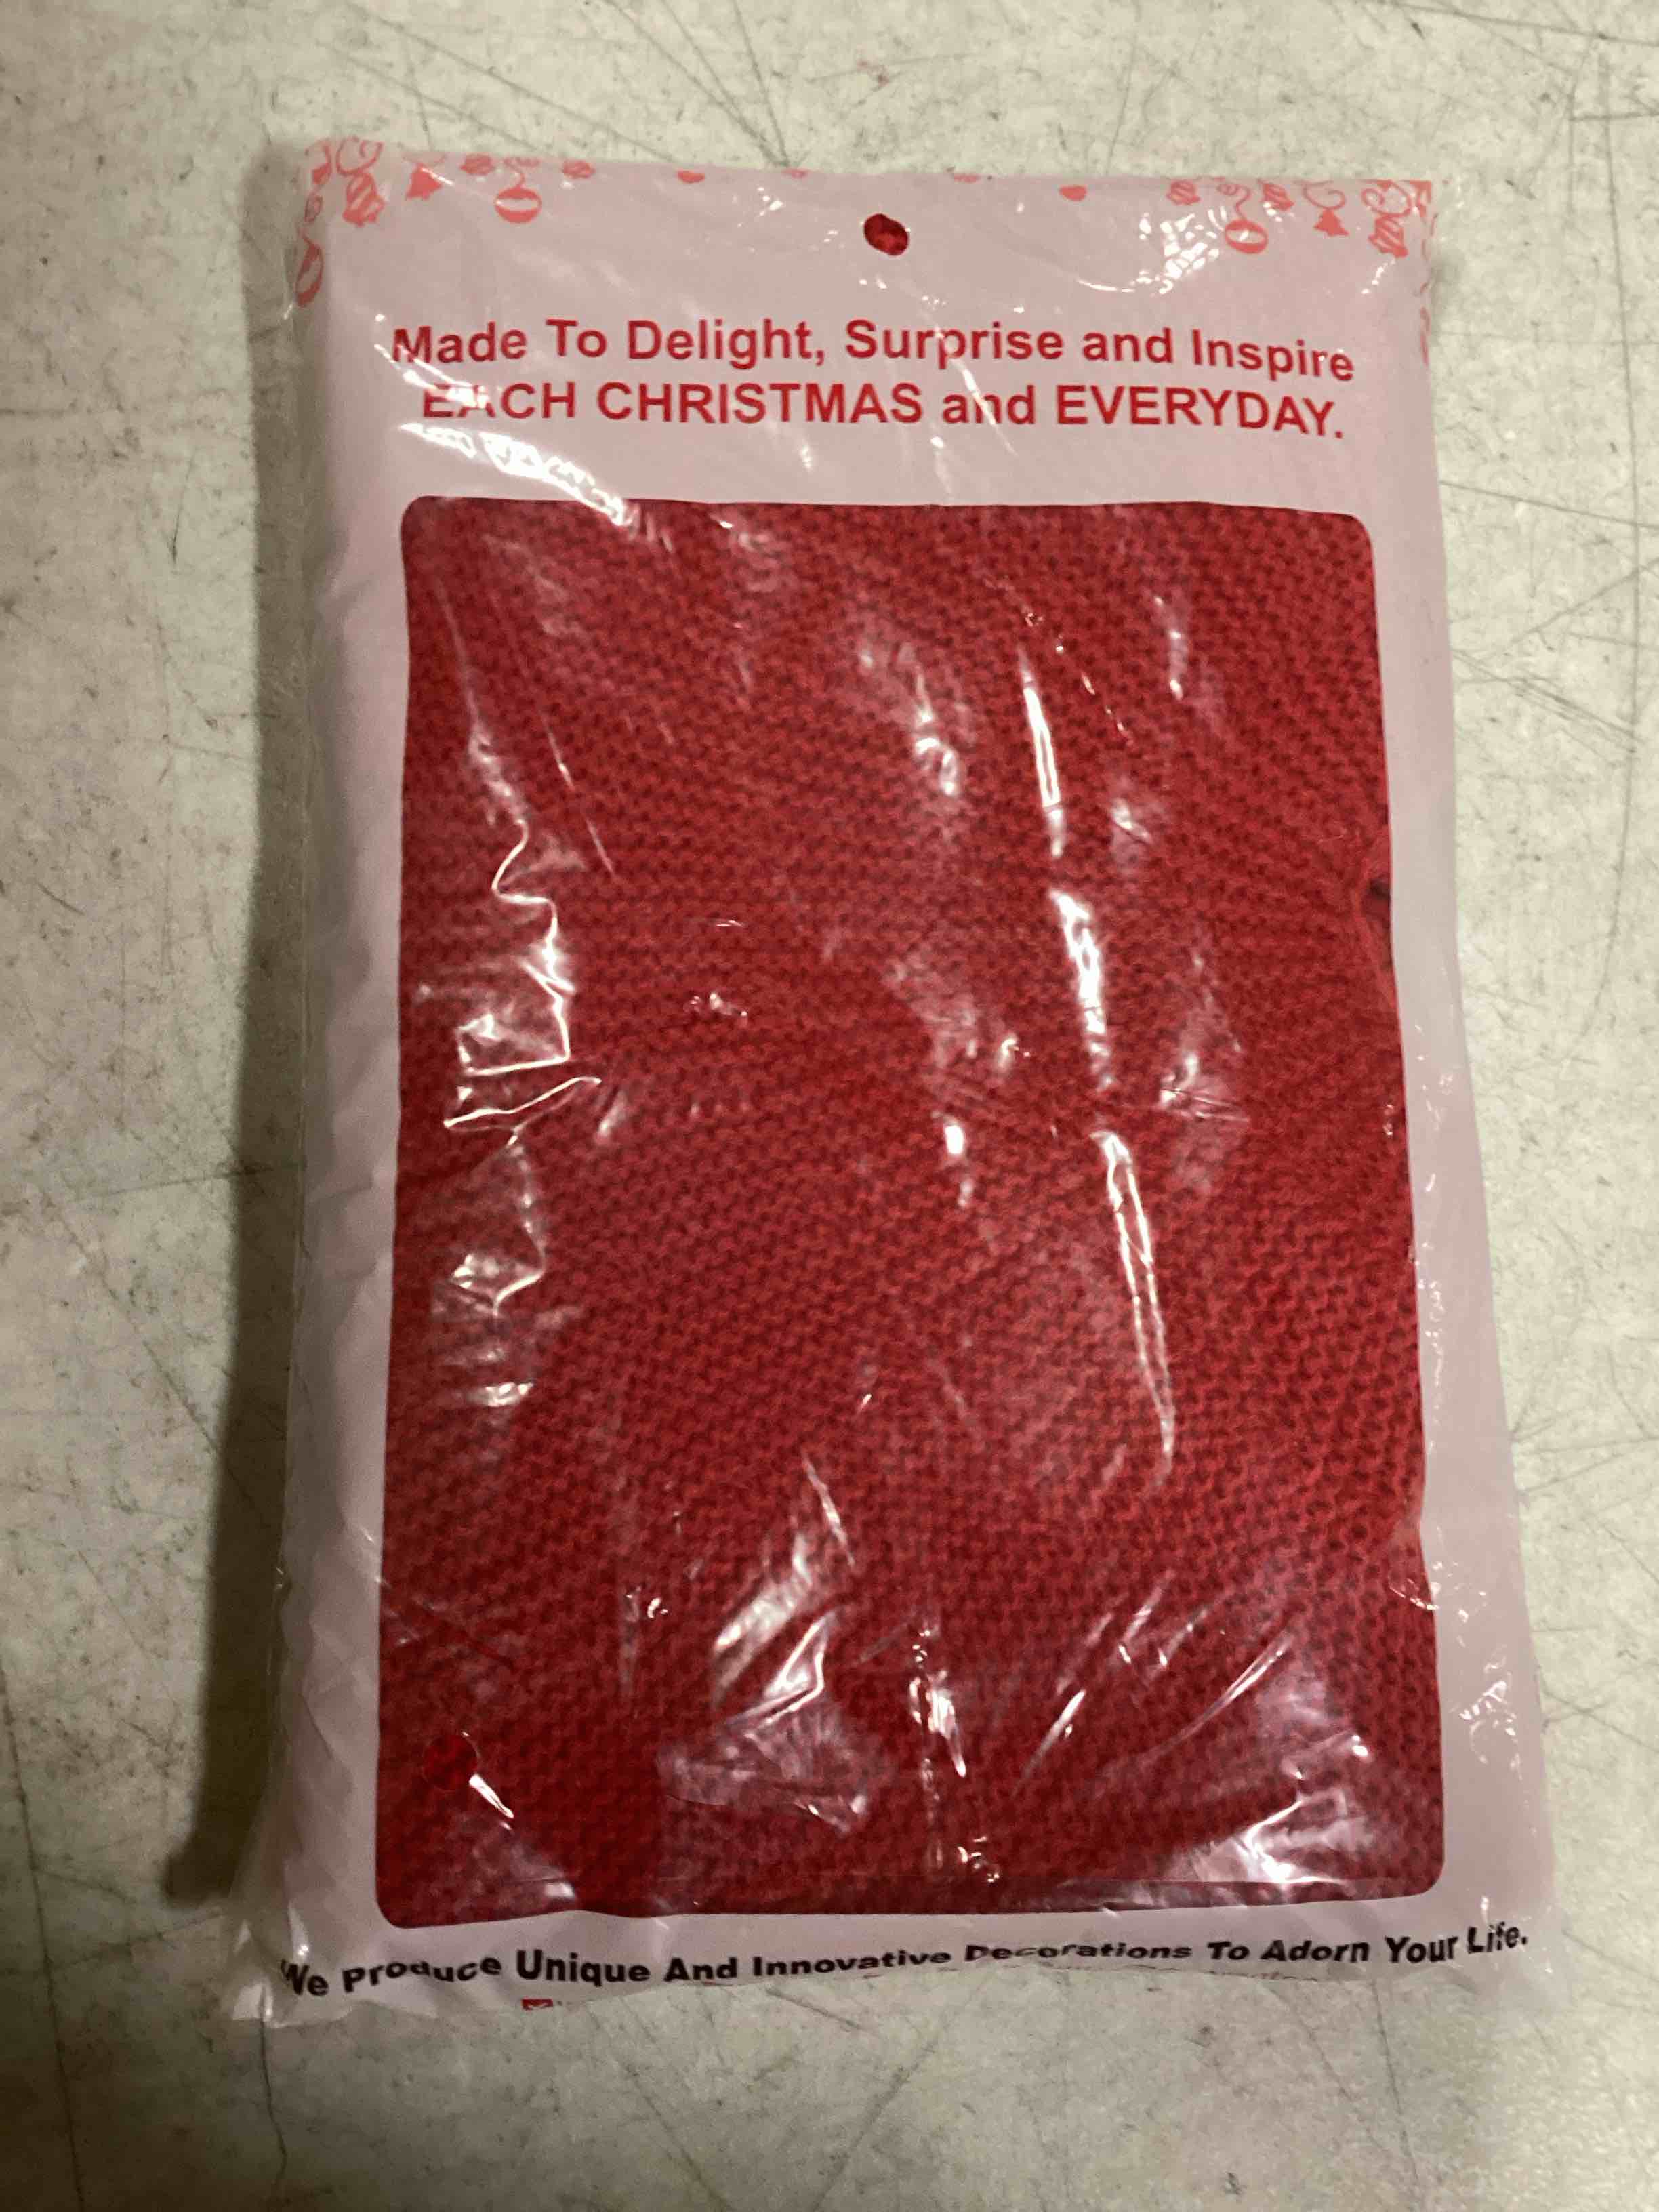 Made To Delight, Surprise and Inspire
EACH CHRISTMAS and EVERYDAY.
We Produce Unique And Innovative Decorations To Adorn Your Life.